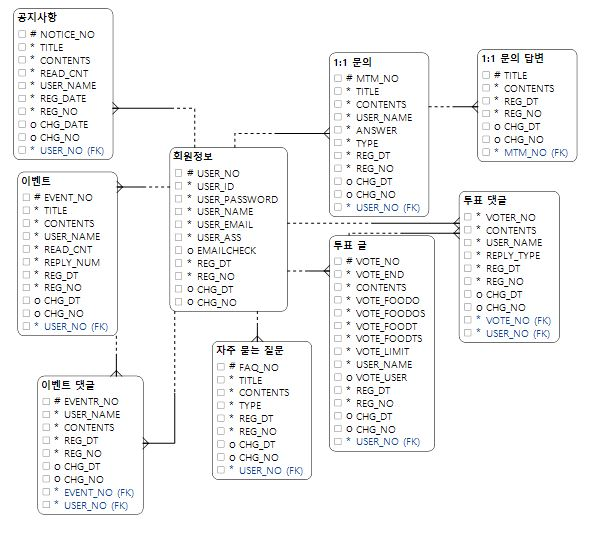 공지사항
# NOTICE_NO
* TITLE
* CONTENTS
* READ_CNT
* USER_NAME
* REG_DATE
* REG_NO
o CHG_DATE
o CHG_NO
* USER_NO (FK)
이벤트
# EVENT_NO
* TITLE
* CONTENTS
* USER_NAME
* READ_CNT
* REPLY_NUM
* REG_DT
* REG_NO
o CHG_DT
o CHG_NO
* USER_NO (FK)
이벤트 댓글
# EVENTR_NO
* USER_NAME
* CONTENTS
* REG_DT
* REG_NO
o CHG_DT
o CHG_NO
* EVENT_NO (FK)
* USER_NO (FK)
회원정보
# USER_NO
* USER_ID
* USER_PASSWORD
* USER_NAME
* USER_EMAIL
* USER_ASS
o EMAILCHECK
* REG_DT
* REG_NO
o CHG_DT
o CHG_NO
자주 묻는 질문
# FAQ_NO
* TITLE
* CONTENTS
* TYPE
* REG_DT
* REG_NO
o CHG_DT
o CHG_NO
* USER_NO (FK)
1:1 문의
# MTM_NO
* TITLE
* CONTENTS
* USER_NAME
* ANSWER
* TYPE
* REG_DT
* REG_NO
o CHG_DT
o CHG_NO
* USER_NO (FK)
투표 글
# VOTE_NO
* VOTE_END
* CONTENTS
* VOTE_FOODO
* VOTE_FOODOS
* VOTE_FOODT
* VOTE_FOODTS
* VOTE_LIMIT
* USER_NAME
o VOTE_USER
* REG_DT
* REG_NO
o CHG_DT
o CHG_NO
* USER_NO (FK)
1:1 문의 답변
# TITLE
* CONTENTS
* REG_DT
* REG_NO
o CHG_DT
o CHG_NO
* MTM_NO (FK)
투표 댓글
* VOTER_NO
* CONTENTS
* USER_NAME
* REPLY_TYPE
* REG_DT
* REG_NO
o CHG_DT
o CHG_NO
* VOTE_NO (FK)
* USER_NO (FK)